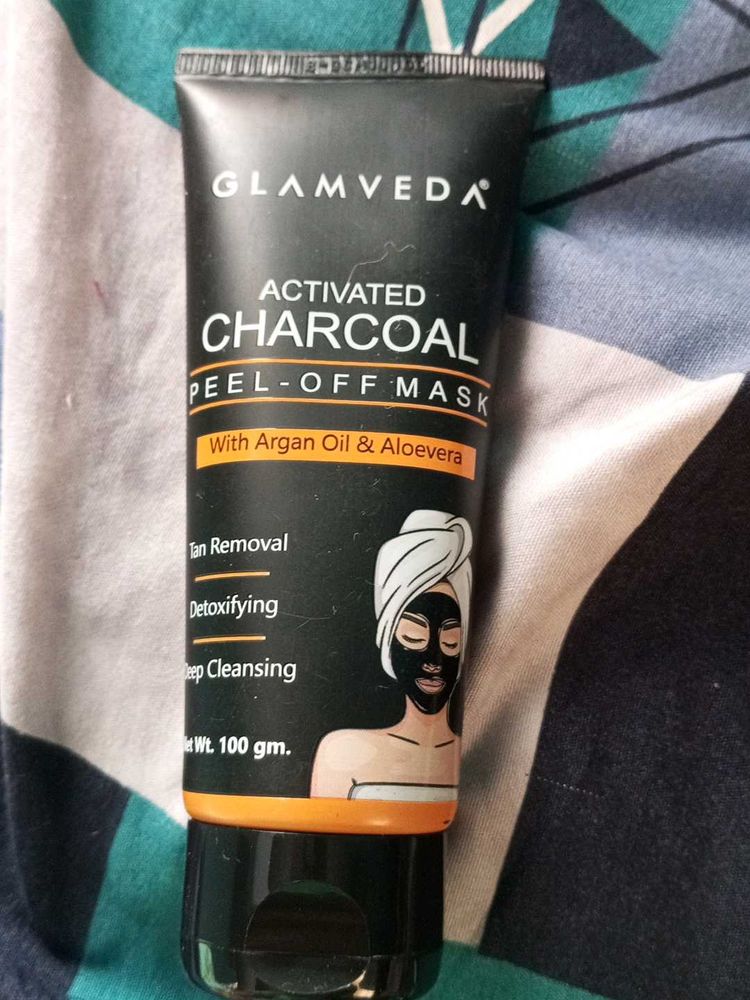 GLAMVEDA®
ACTIVATED
CHARCOAL
PEEL-OFF MASK
With Argan Oil & Aloevera
Tan Removal
Detoxifying
Deep Cleansing
Net Wt. 100 gm.